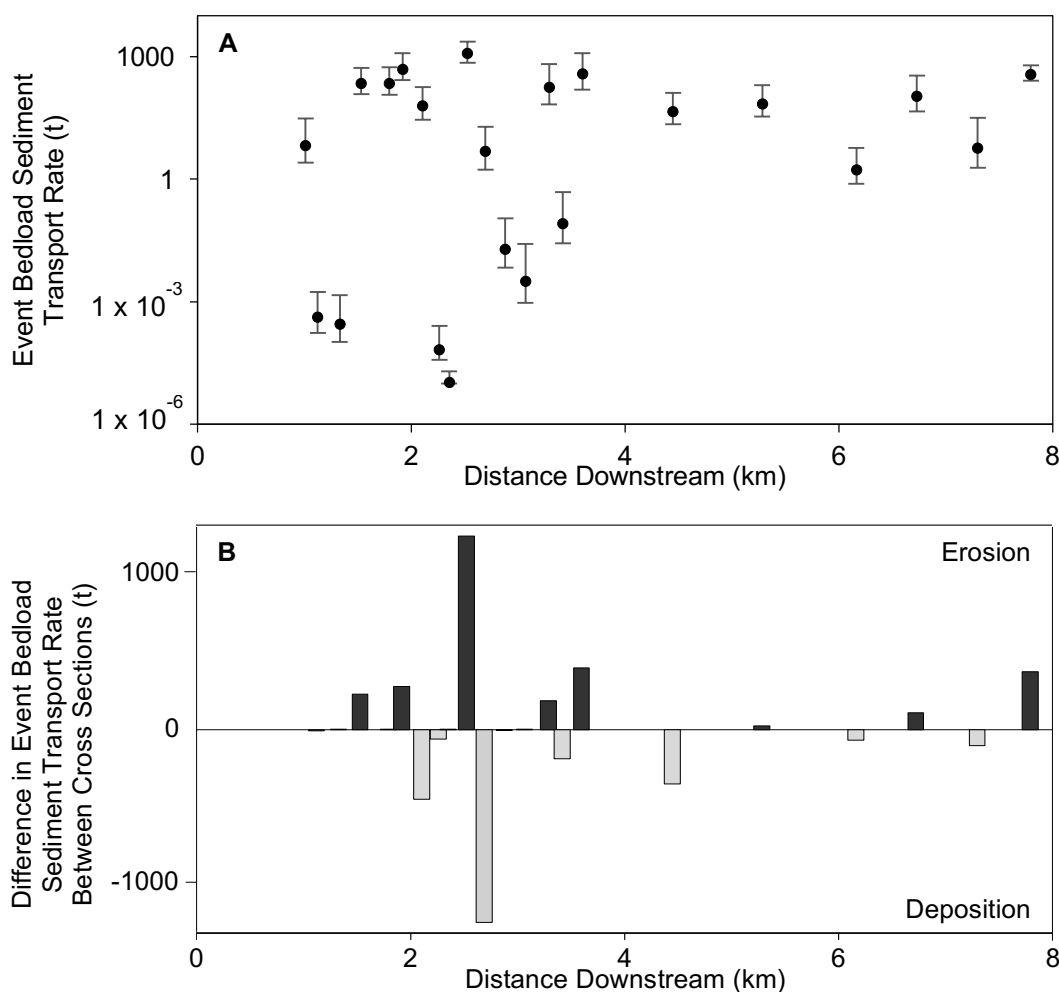 A
Event Bedload Sediment
Transport Rate (t)
1000
1
1 x 10⁻³
1 x 10⁻⁶
0
2
4
6
8
Distance Downstream (km)
B
Erosion
Difference in Event Bedload
Sediment Transport Rate
Between Cross Sections (t)
1000
0
-1000
Deposition
0
2
4
6
8
Distance Downstream (km)